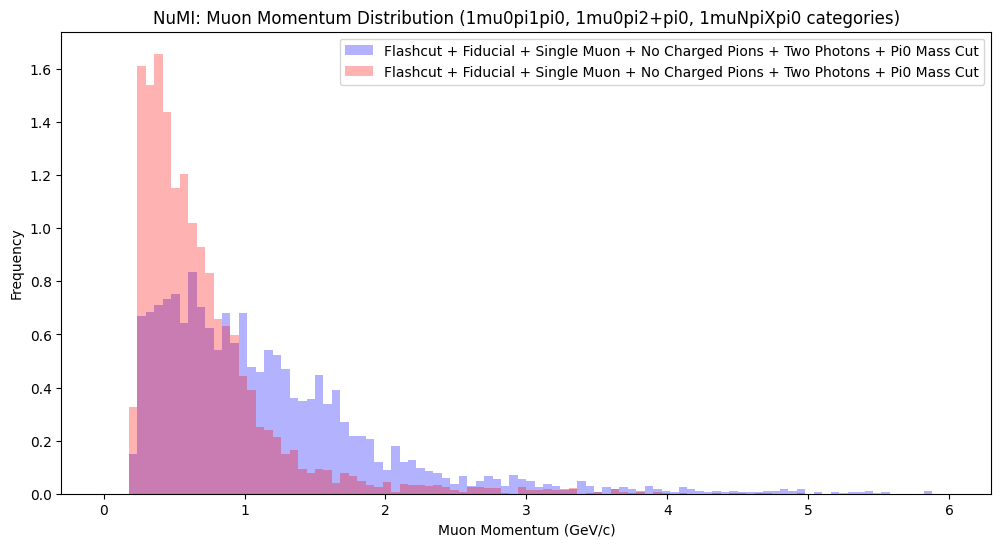 NuMI: Muon Momentum Distribution (1mu0pi1pi0, 1mu0pi2+pi0, 1muNpiXpi0 categories)
Flashcut + Fiducial + Single Muon + No Charged Pions + Two Photons + Pi0 Mass Cut
Flashcut + Fiducial + Single Muon + No Charged Pions + Two Photons + Pi0 Mass Cut
Frequency
1.6
1.4
1.2
1.0
0.8
0.6
0.4
0.2
0.0
0 1 2 3 4 5 6
Muon Momentum (GeV/c)